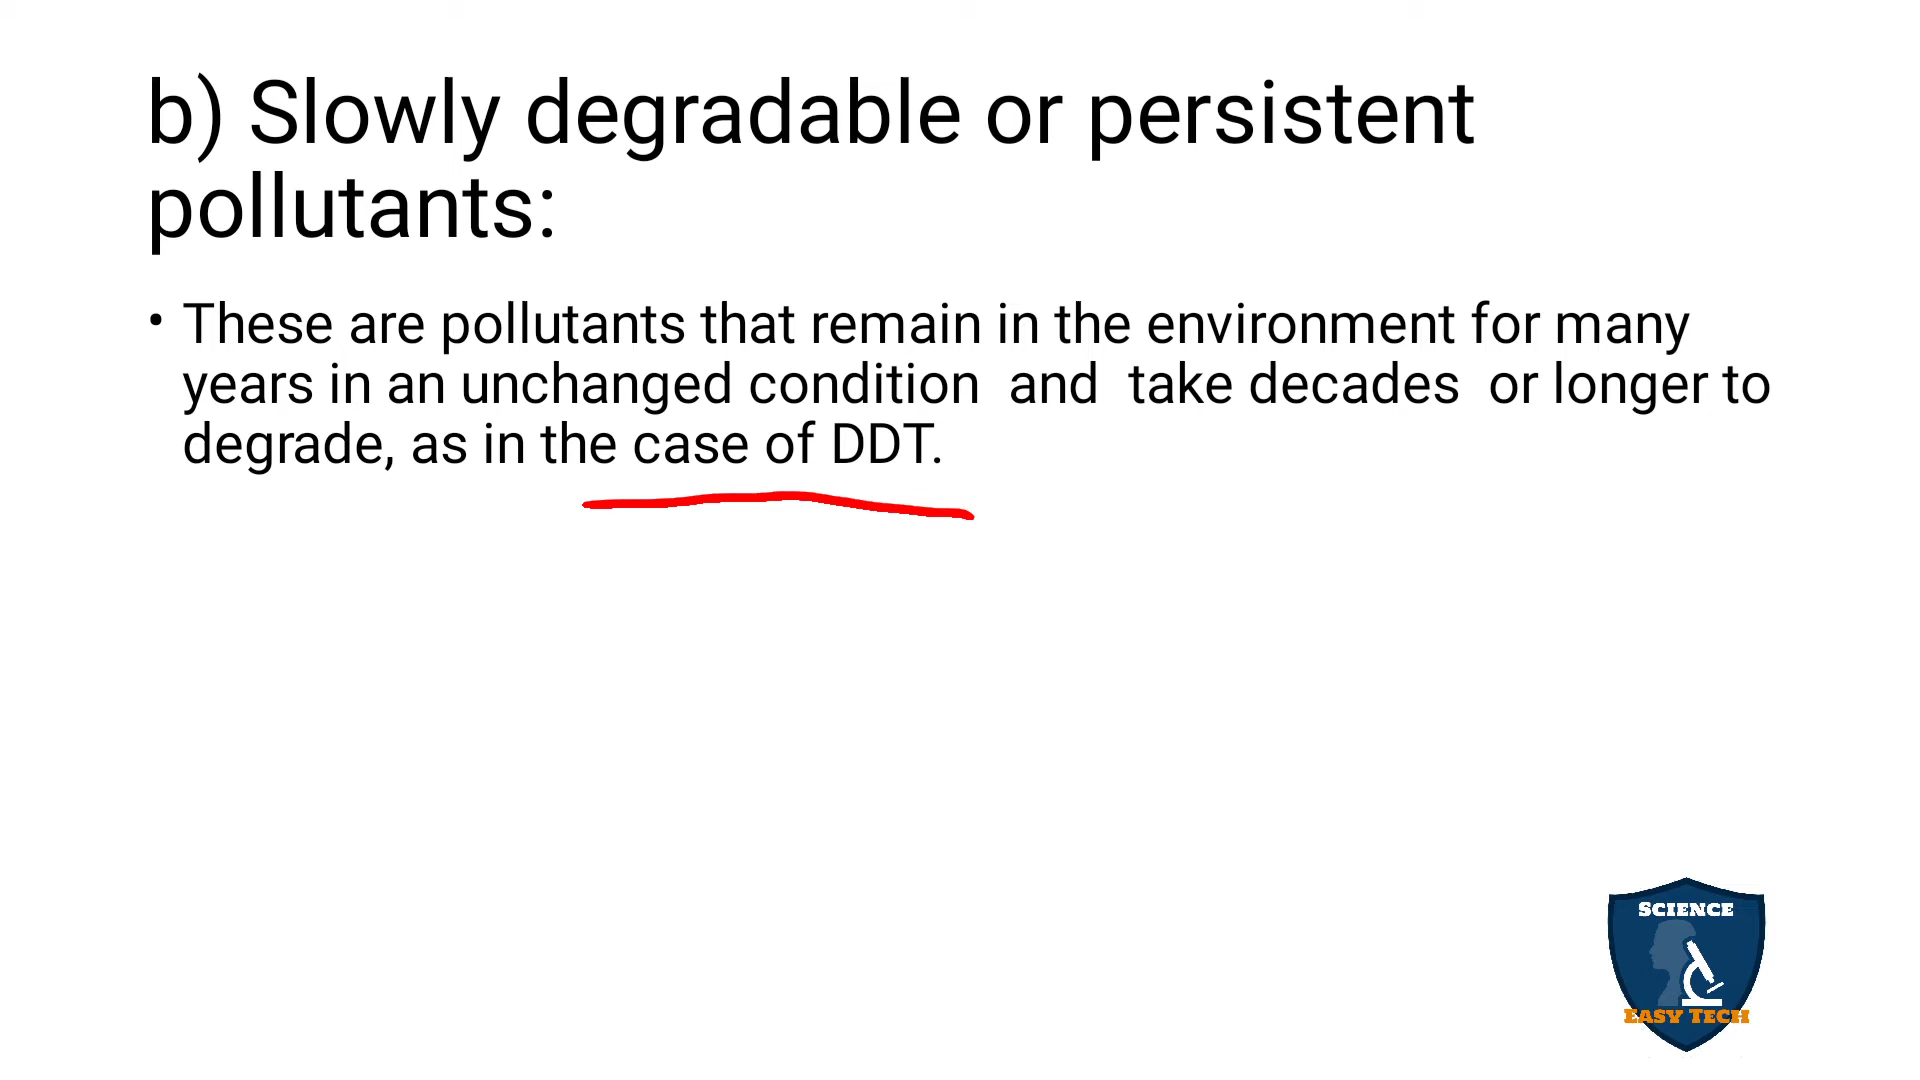 b) Slowly degradable or persistent
pollutants:
• These are pollutants that remain in the environment for many
years in an unchanged condition  and  take decades  or longer to
degrade, as in the case of DDT.
SCIENCE
EASY TECH